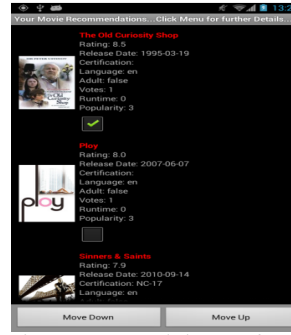 13:2
Your Movie Recommendations...Click Menu for further Details...
The Old Curiosity Shop
Rating: 8.5
Release Date: 1995-03-19
Certification:
Language: en
Adult: false
Votes: 1
Runtime: 0
Popularity: 3
Ploy
Rating: 8.0
Release Date: 2007-06-07
Certification:
Language: en
Adult: false
Votes: 1
Runtime: 0
Popularity: 3
ploy
Sinners & Saints
Rating: 7.9
Release Date: 2010-09-14
Certification: NC-17
Language: en
Move Down
Move Up